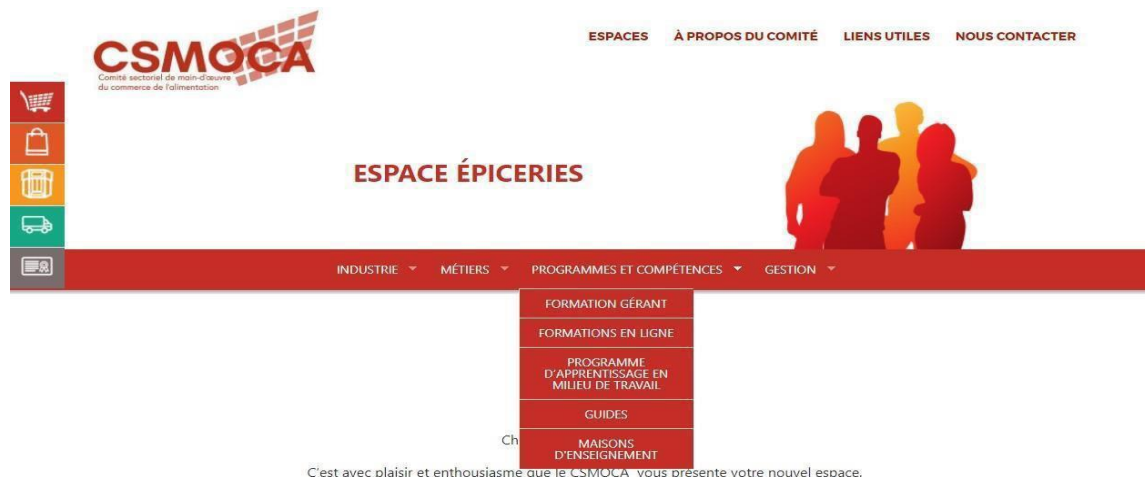 CSMOCA
Comité sectoriel de main-d'œuvre
du commerce de l'alimentation
ESPACES À PROPOS DU COMITÉ LIENS UTILES NOUS CONTACTER
ESPACE ÉPICERIES
INDUSTRIE MÉTIERS PROGRAMMES ET COMPÉTENCES GESTION
FORMATION GÉRANT
FORMATIONS EN LIGNE
PROGRAMME
D'APPRENTISSAGE EN
MILIEU DE TRAVAIL
GUIDES
Ch
MAISONS
D'ENSEIGNEMENT
C'est avec plaisir et enthousiasme que le CSMOCA vous présente votre nouvel espace.